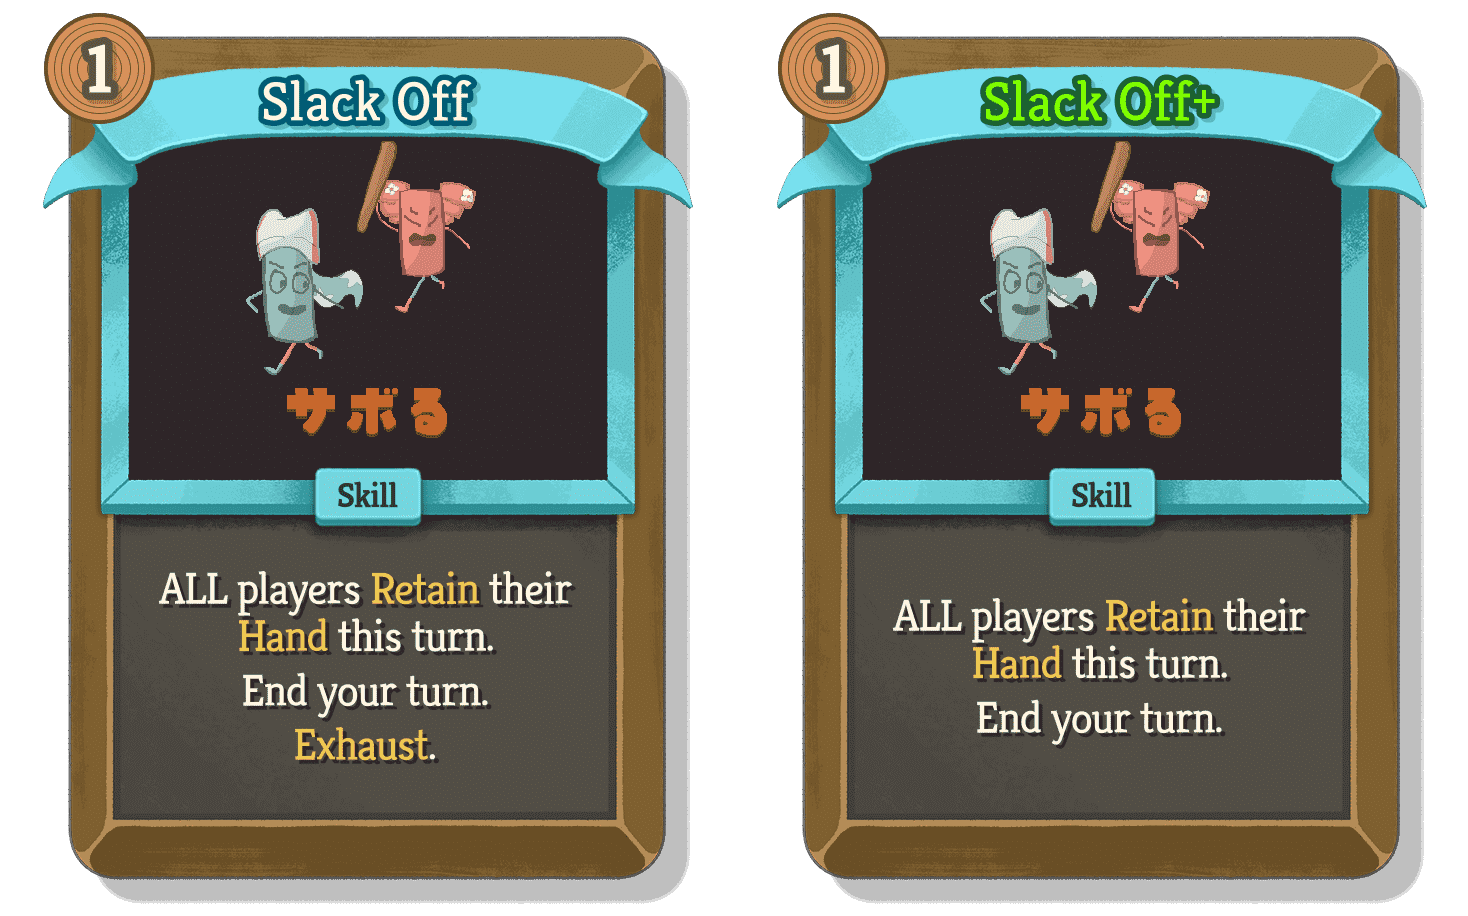 1
Slack Off
サボる
Skill
ALL players Retain their
Hand this turn.
End your turn.
Exhaust.
1
Slack Off+
サボる
Skill
ALL players Retain their
Hand this turn.
End your turn.